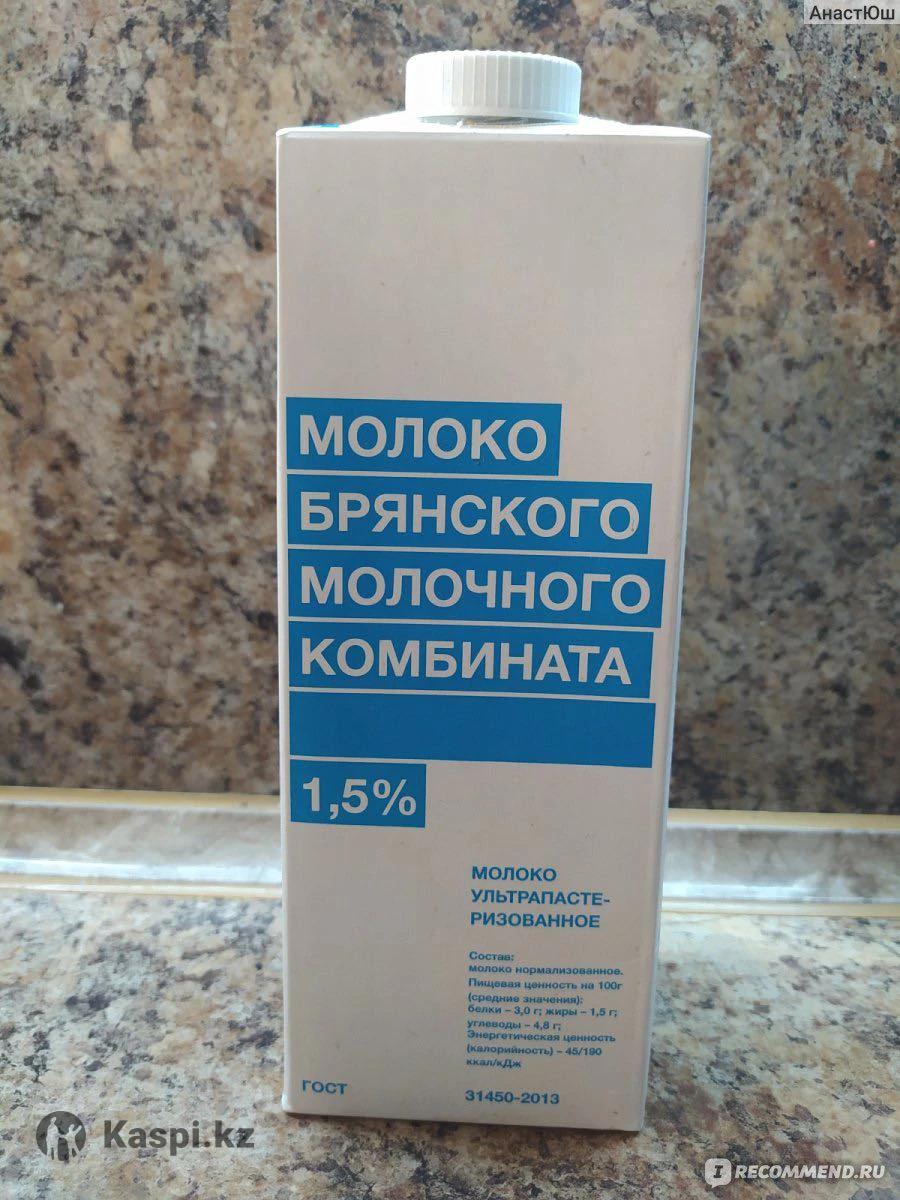 АнастЮш
МОЛОКО
БРЯНСКОГО
МОЛОЧНОГО
КОМБИНАТА
1,5%
МОЛОКО
УЛЬТРАПАСТЕ-
РИЗОВАННОЕ
Состав:
молоко нормализованное.
Пищевая ценность на 100г
(средние значения):
белки – 3,0 г; жиры – 1,5 г;
углеводы – 4,8 г;
Энергетическая ценность
(калорийность) – 45/190
ккал/кДж
ГОСТ 31450-2013
Kaspi.kz
IRECOMMEND.RU